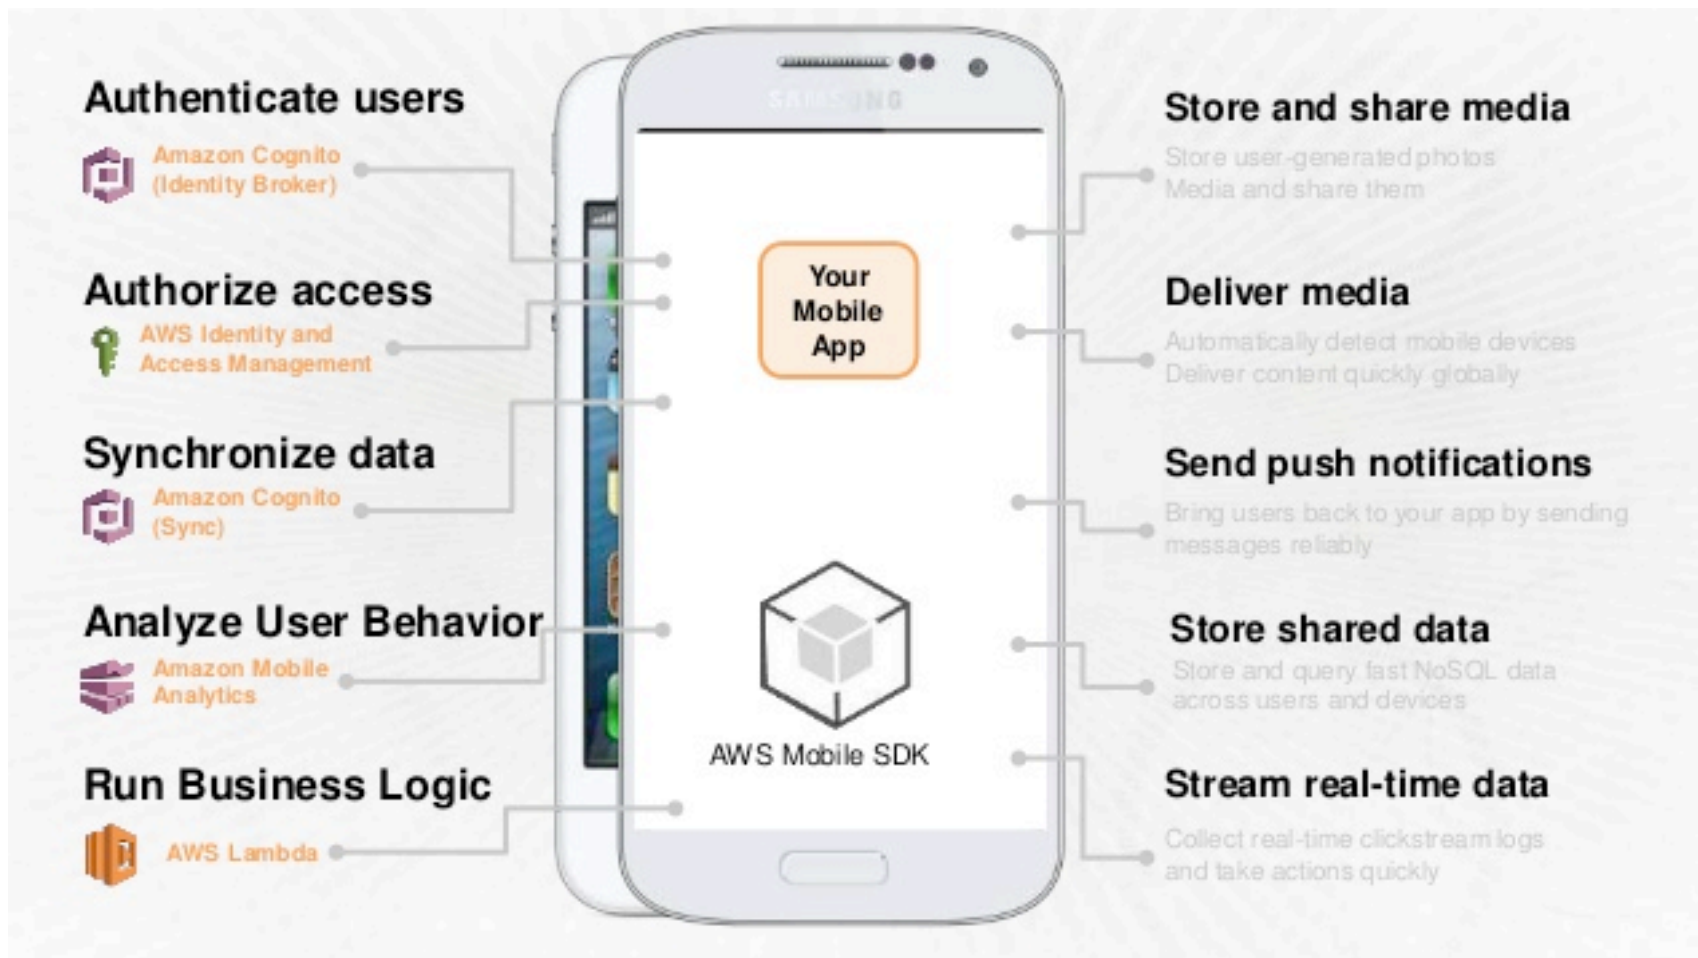 Authenticate users
Amazon Cognito
(Identity Broker)
Authorize access
AWS Identity and
Access Management
Synchronize data
Amazon Cognito
(Sync)
Analyze User Behavior
Amazon Mobile
Analytics
Run Business Logic
AWS Lambda
SAMSUNG
Your
Mobile
App
AWS Mobile SDK
Store and share media
Store user-generated photos
Media and share them
Deliver media
Automatically detect mobile devices
Deliver content quickly globally
Send push notifications
Bring users back to your app by sending
messages reliably
Store shared data
Store and query fast NoSQL data
across users and devices
Stream real-time data
Collect real-time clickstream logs
and take actions quickly